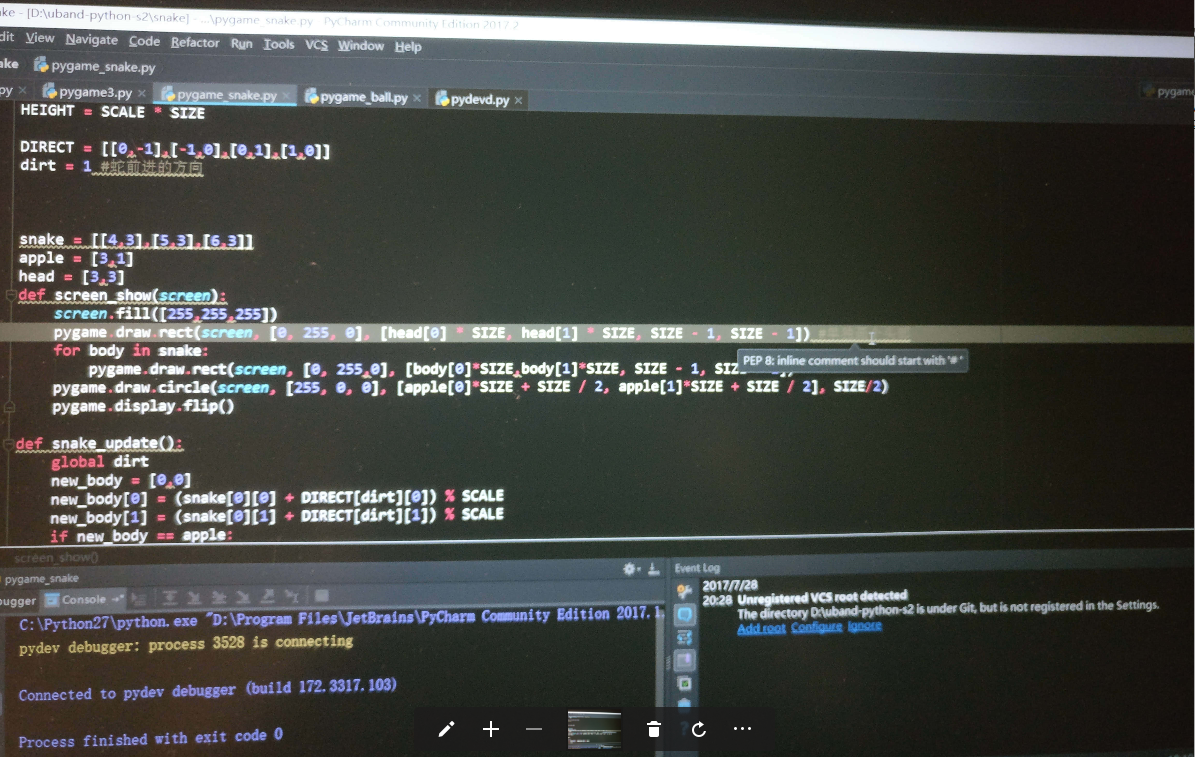 ke - [D:\uband-python-s2\snake] - ...\pygame_snake.py - PyCharm Community Edition 2017.2
dit View Navigate Code Refactor Run Tools VCS Window Help
ake pygame_snake.py
py × pygame3.py × pygame_snake.py × pygame_ball.py × pydevd.py × pygam
HEIGHT = SCALE * SIZE
DIRECT = [[0,-1],[-1,0],[0,1],[1,0]]
dirt = 1 #蛇前进的方向
snake = [[4,3],[5,3],[6,3]]
apple = [3,1]
head = [3,3]
def screen_show(screen):
screen.fill([255,255,255])
pygame.draw.rect(screen, [0, 255, 0], [head[0] * SIZE, head[1] * SIZE, SIZE - 1, SIZE - 1])
for body in snake:
PEP 8: inline comment should start with '# '
pygame.draw.rect(screen, [0, 255,0], [body[0]*SIZE,body[1]*SIZE, SIZE - 1, SIZ
pygame.draw.circle(screen, [255, 0, 0], [apple[0]*SIZE + SIZE / 2, apple[1]*SIZE + SIZE / 2], SIZE/2)
pygame.display.flip()
def snake_update():
global dirt
new_body = [0,0]
new_body[0] = (snake[0][0] + DIRECT[dirt][0]) % SCALE
new_body[1] = (snake[0][1] + DIRECT[dirt][1]) % SCALE
if new_body == apple:
screen_show()
pygame_snake
ugger Console
C:\Python27\python.exe "D:\Program Files\JetBrains\PyCharm Community Edition 2017.1
pydev debugger: process 3528 is connecting
Connected to pydev debugger (build 172.3317.103)
Process finished with exit code 0
Event Log
2017/7/28
20:28 Unregistered VCS root detected
The directory D:\uband-python-s2 is under Git, but is not registered in the Settings.
Add root Configure Ignore